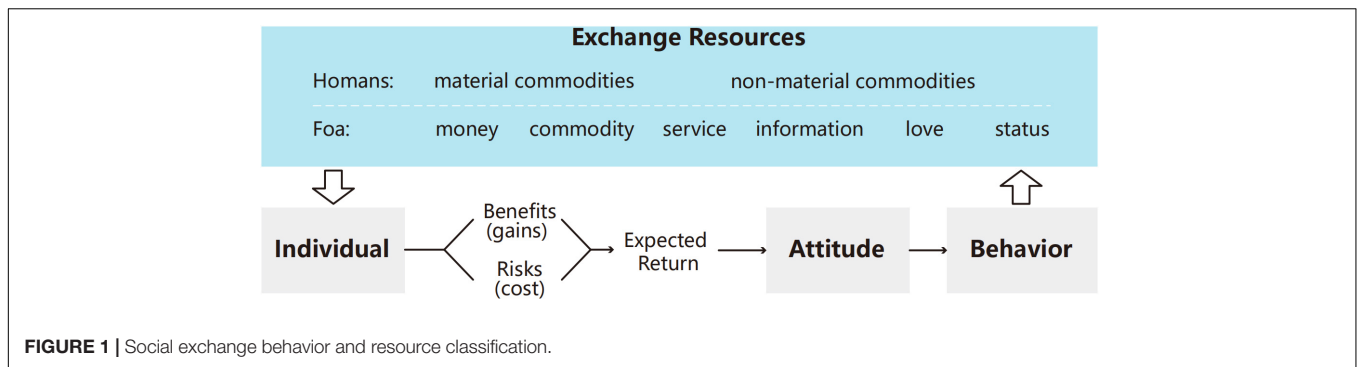 Exchange Resources
Homans: material commodities non-material commodities
Foa: money commodity service information love status
Individual
Benefits
(gains)
Risks
(cost)
Expected
Return
Attitude
Behavior
FIGURE 1 | Social exchange behavior and resource classification.